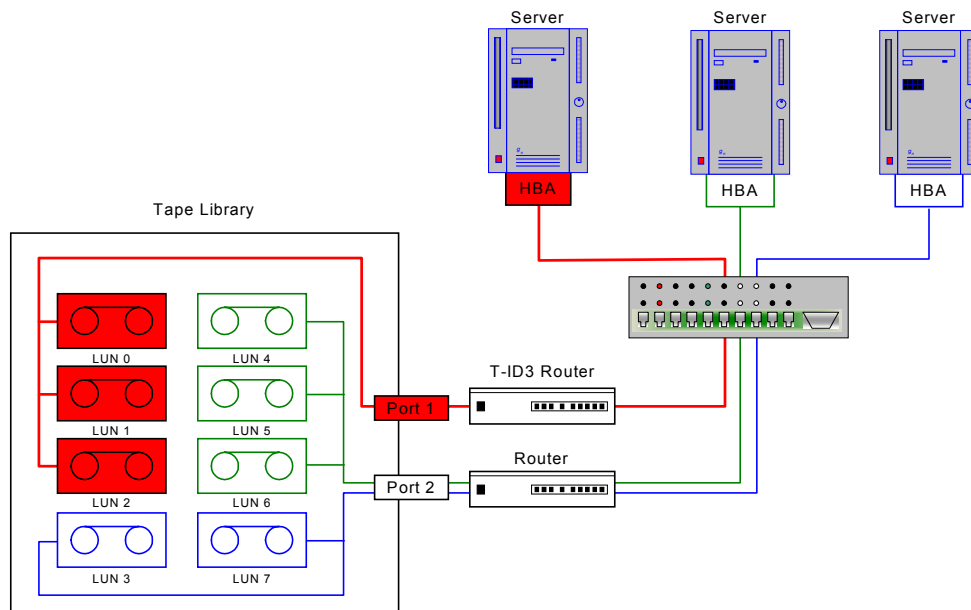 Server
Server
Server
HBA
HBA
HBA
Tape Library
LUN 0
LUN 4
T-ID3 Router
LUN 1
LUN 5
Port 1
Router
LUN 2
LUN 6
Port 2
LUN 3
LUN 7